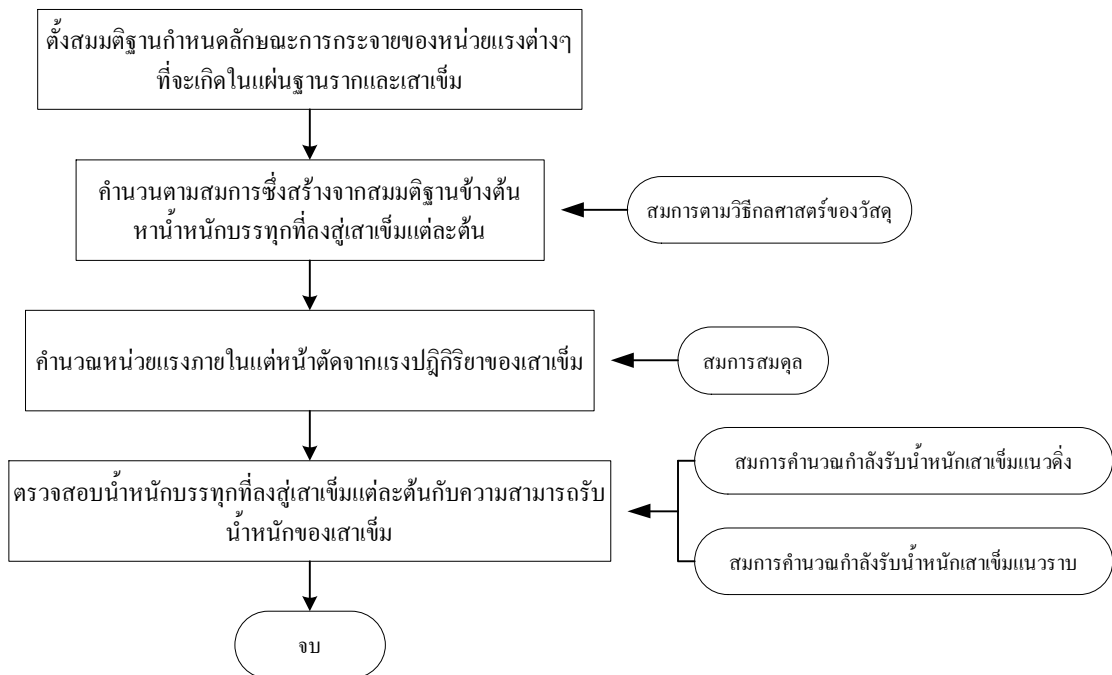 ตั้งสมมติฐานกำหนดลักษณะการกระจายของหน่วยแรงต่างๆ
ที่จะเกิดในแผ่นฐานรากและเสาเข็ม
คำนวนตามสมการซึ่งสร้างจากสมมติฐานข้างต้น
หาน้ำหนักบรรทุกที่ลงสู่เสาเข็มแต่ละต้น
สมการตามวิธีกลศาสตร์ของวัสดุ
คำนวณหน่วยแรงภายในแต่หน้าตัดจากแรงปฎิกิริยาของเสาเข็ม
สมการสมดุล
ตรวจสอบน้ำหนักบรรทุกที่ลงสู่เสาเข็มแต่ละต้นกับความสามารถรับ
น้ำหนักของเสาเข็ม
สมการคำนวณกำลังรับน้ำหนักเสาเข็มแนวดิ่ง
สมการคำนวณกำลังรับน้ำหนักเสาเข็มแนวราบ
จบ